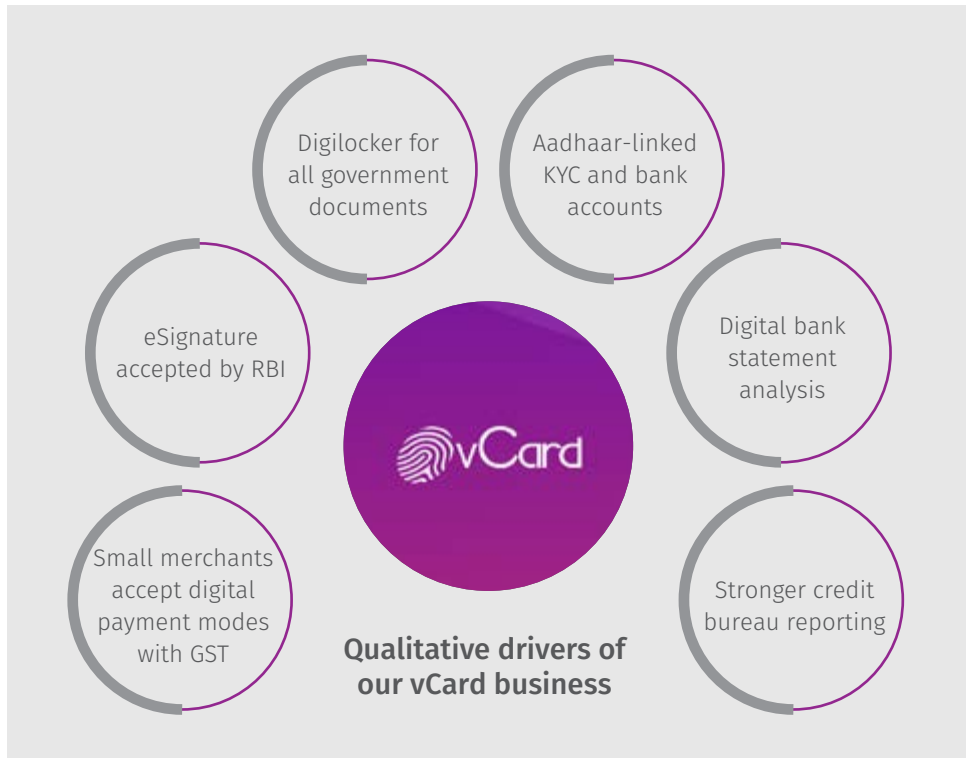 Digilocker for
all government
documents
Aadhaar-linked
KYC and bank
accounts
eSignature
accepted by RBI
Digital bank
statement
analysis
vCard
Small merchants
accept digital
payment modes
with GST
Stronger credit
bureau reporting
Qualitative drivers of
our vCard business